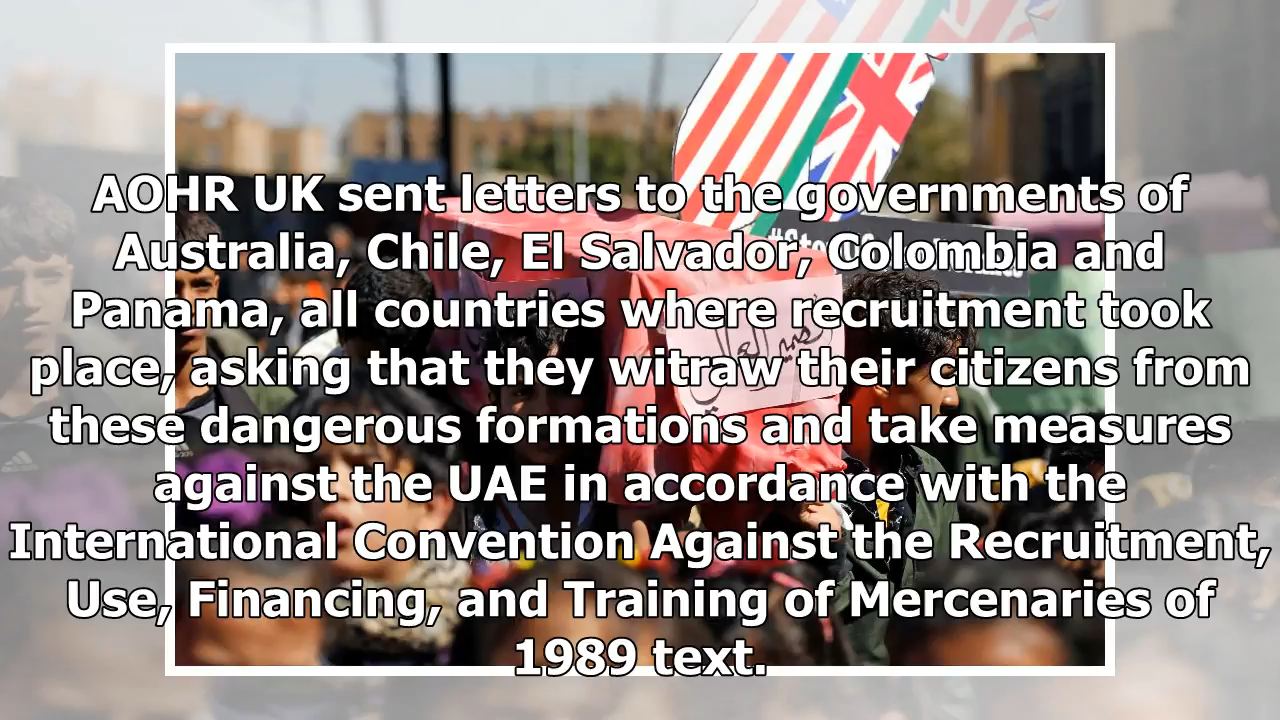 AOHR UK sent letters to the governments of
Australia, Chile, El Salvador, Colombia and
Panama, all countries where recruitment took
place, asking that they witraw their citizens from
these dangerous formations and take measures
against the UAE in accordance with the
International Convention Against the Recruitment,
Use, Financing, and Training of Mercenaries of
1989 text.